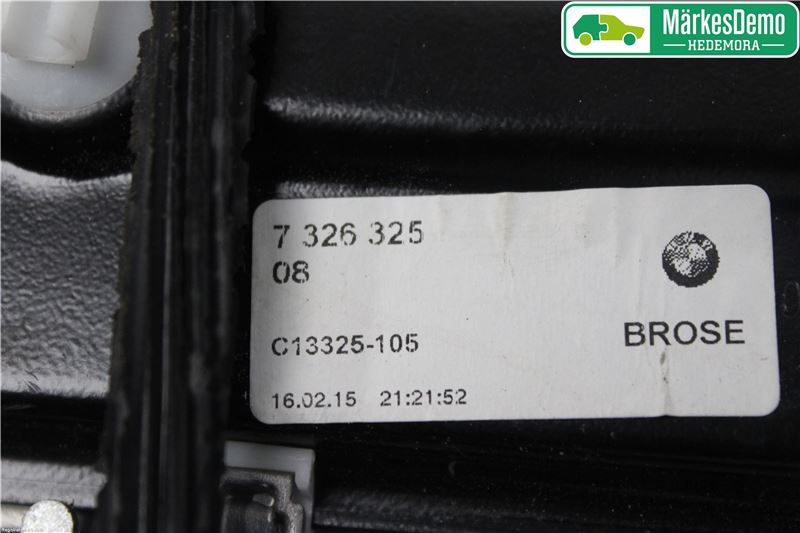 MärkesDemo
HEDEMORA
7 326 325
08
C13325-105
BROSE
16.02.15 21:21:52